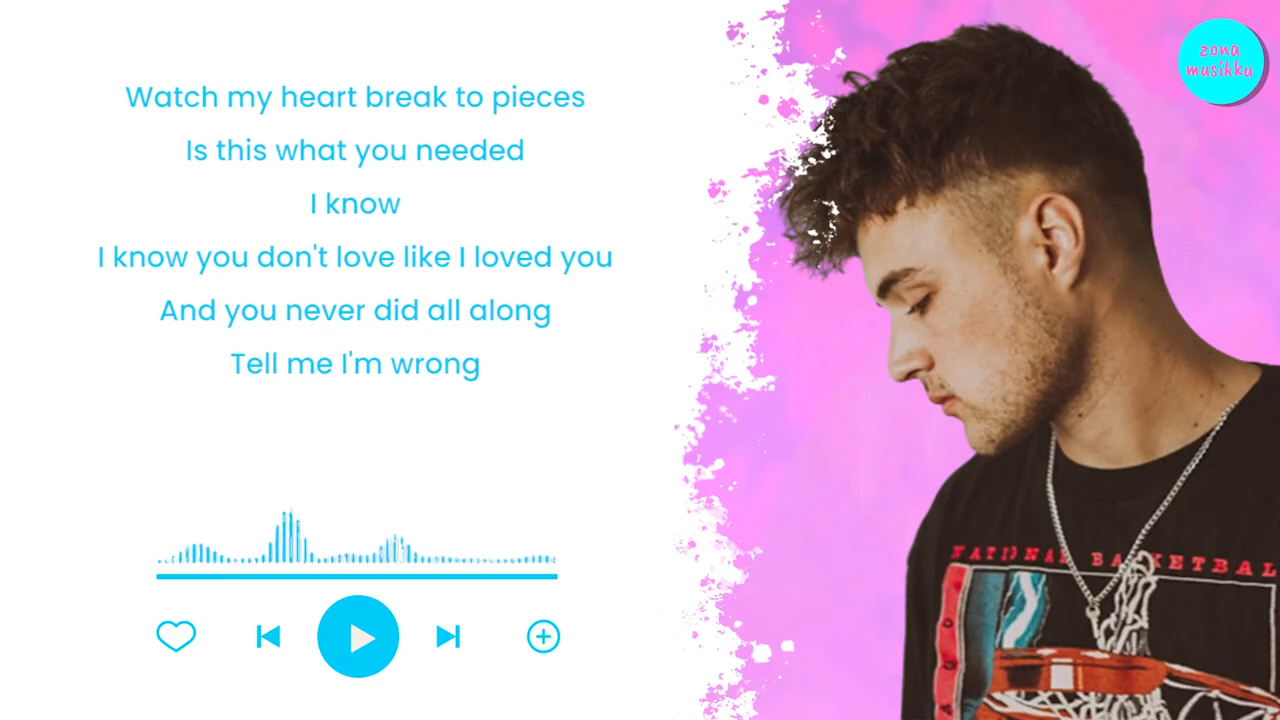 Watch my heart break to pieces
Is this what you needed
I know
I know you don't love like I loved you
And you never did all along
Tell me I'm wrong
zona
musikku
NATIONAL BASKETBAL